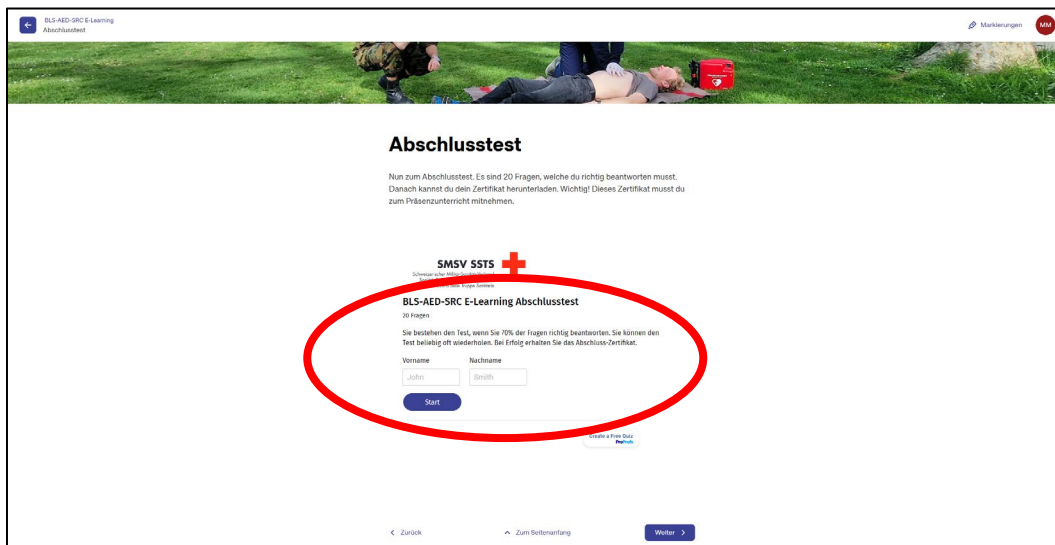 BLS-AED-SRC E-Learning
Abschlusstest
Markierungen
MM
Abschlusstest
Nun zum Abschlusstest. Es sind 20 Fragen, welche du richtig beantworten musst.
Danach kannst du dein Zertifikat herunterladen. Wichtig! Dieses Zertifikat musst du
zum Präsenzunterricht mitnehmen.
SMSV SSTS
Schweizerischer Militär-Sanitäts-Verband
BLS-AED-SRC E-Learning Abschlusstest
20 Fragen
Sie bestehen den Test, wenn Sie 70% der Fragen richtig beantworten. Sie können den
Test beliebig oft wiederholen. Bei Erfolg erhalten Sie das Abschluss-Zertifikat.
Vorname Nachname
John Smith
Start
Create a Free Quiz
ProProfs
Zurück Zum Seitenanfang Weiter